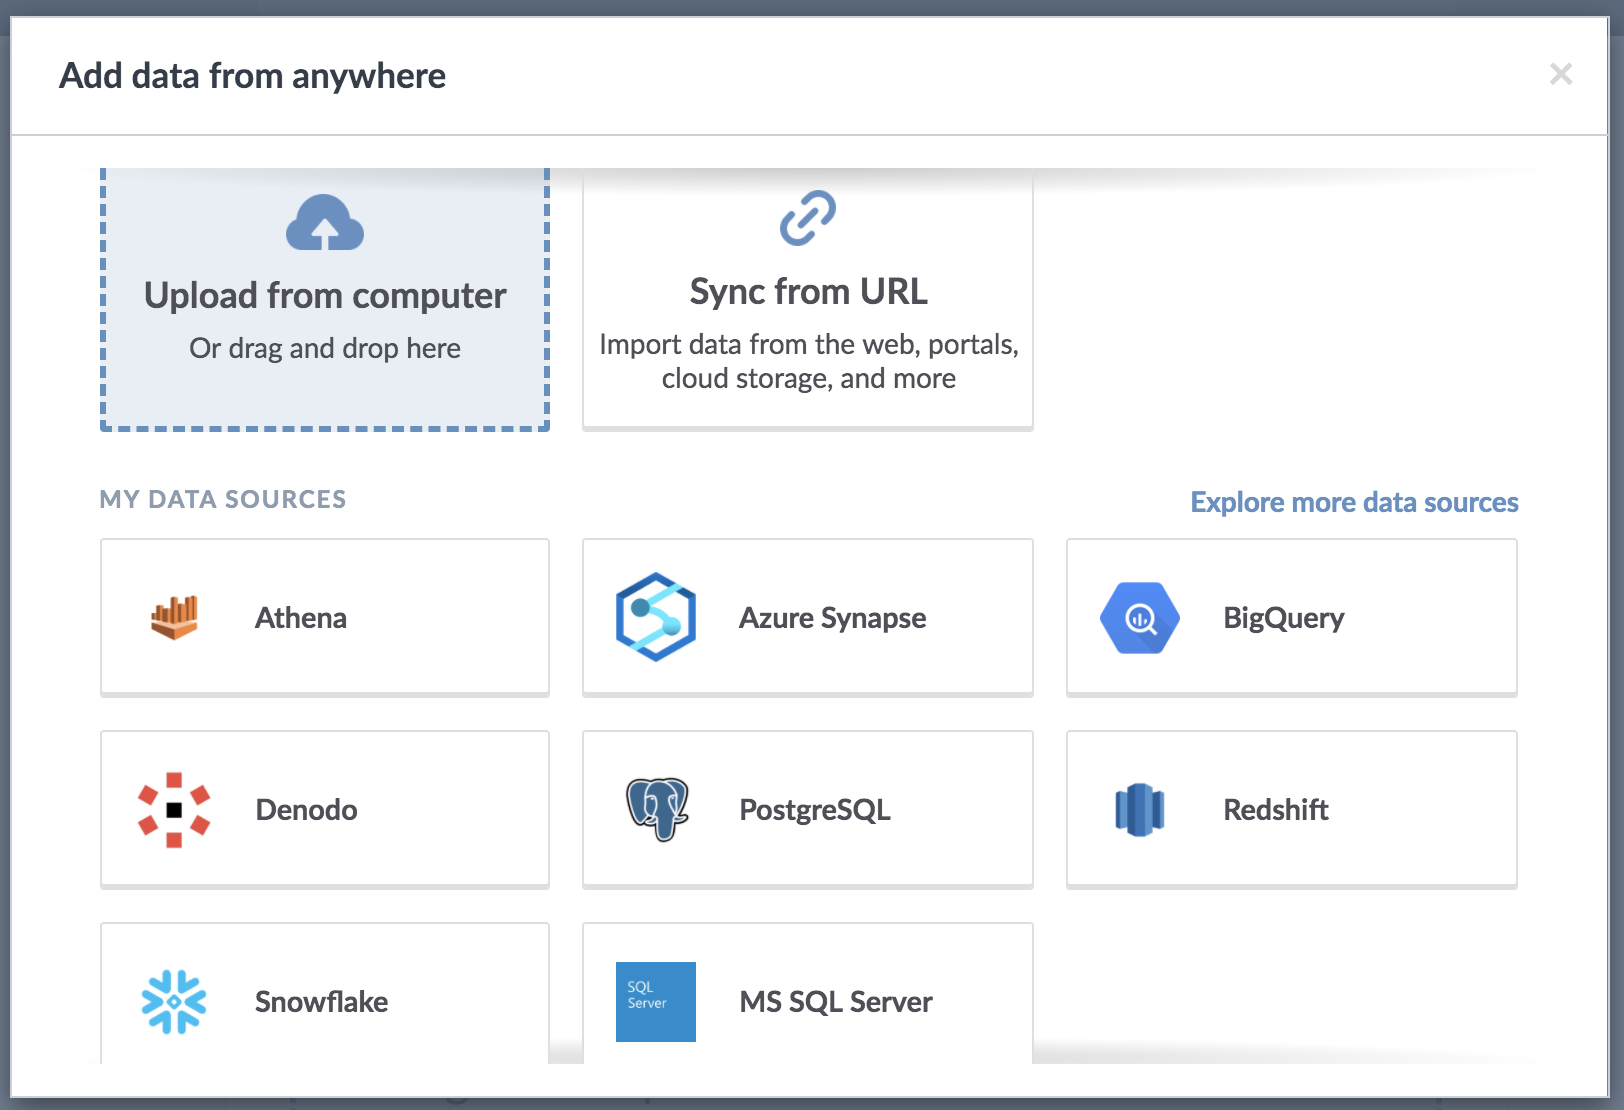 Add data from anywhere
Upload from computer
Or drag and drop here
Sync from URL
Import data from the web, portals,
cloud storage, and more
MY DATA SOURCES
Explore more data sources
Athena
Azure Synapse
BigQuery
Denodo
PostgreSQL
Redshift
Snowflake
SQL
Server
MS SQL Server